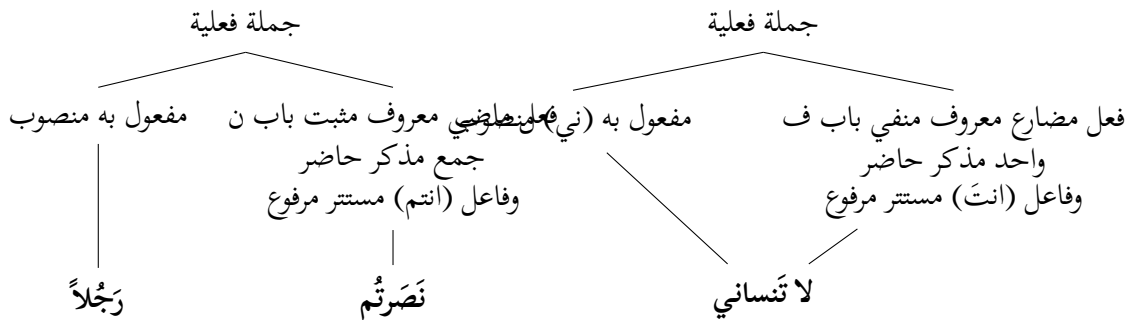 جملة فعلية
جملة فعلية
فعل مضارع معروف منفي باب ف
واحد مذكر حاضر
وفاعل (انتَ) مستتر مرفوع
مفعول به (ني) منصوب
فعل ماضي معروف مثبت باب ن
جمع مذكر حاضر
وفاعل (انتم) مستتر مرفوع
مفعول به منصوب
لا تَنساني
نَصَرتُم
رَجُلاً